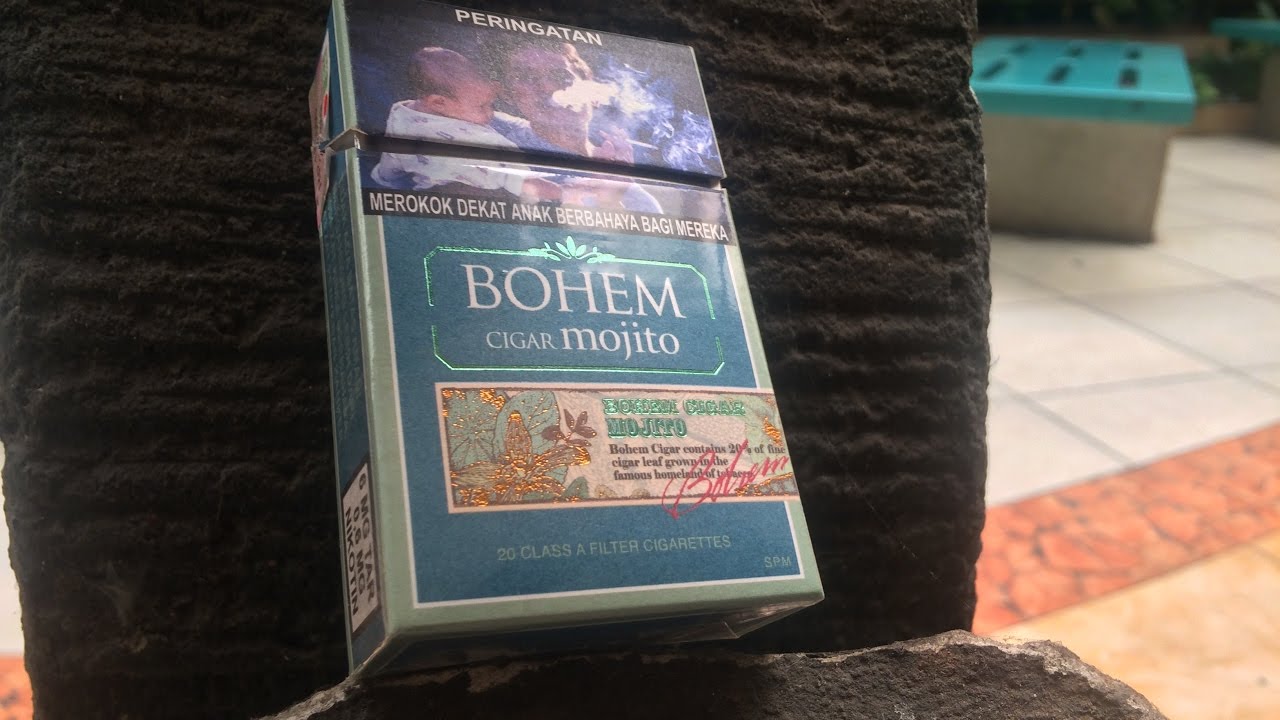 PERINGATAN
MEROKOK DEKAT ANAK BERBAHAYA BAGI MEREKA
BOHEM
CIGAR mojito
BOHEM CIGAR
MOJITO
Bohem Cigar contains 20% of fine
cigar leaf grown in the
famous homeland of tobacco
Bohem
20 CLASS A FILTER CIGARETTES
SPM
6 MG TAR
0.6 MG
NIKOTIN